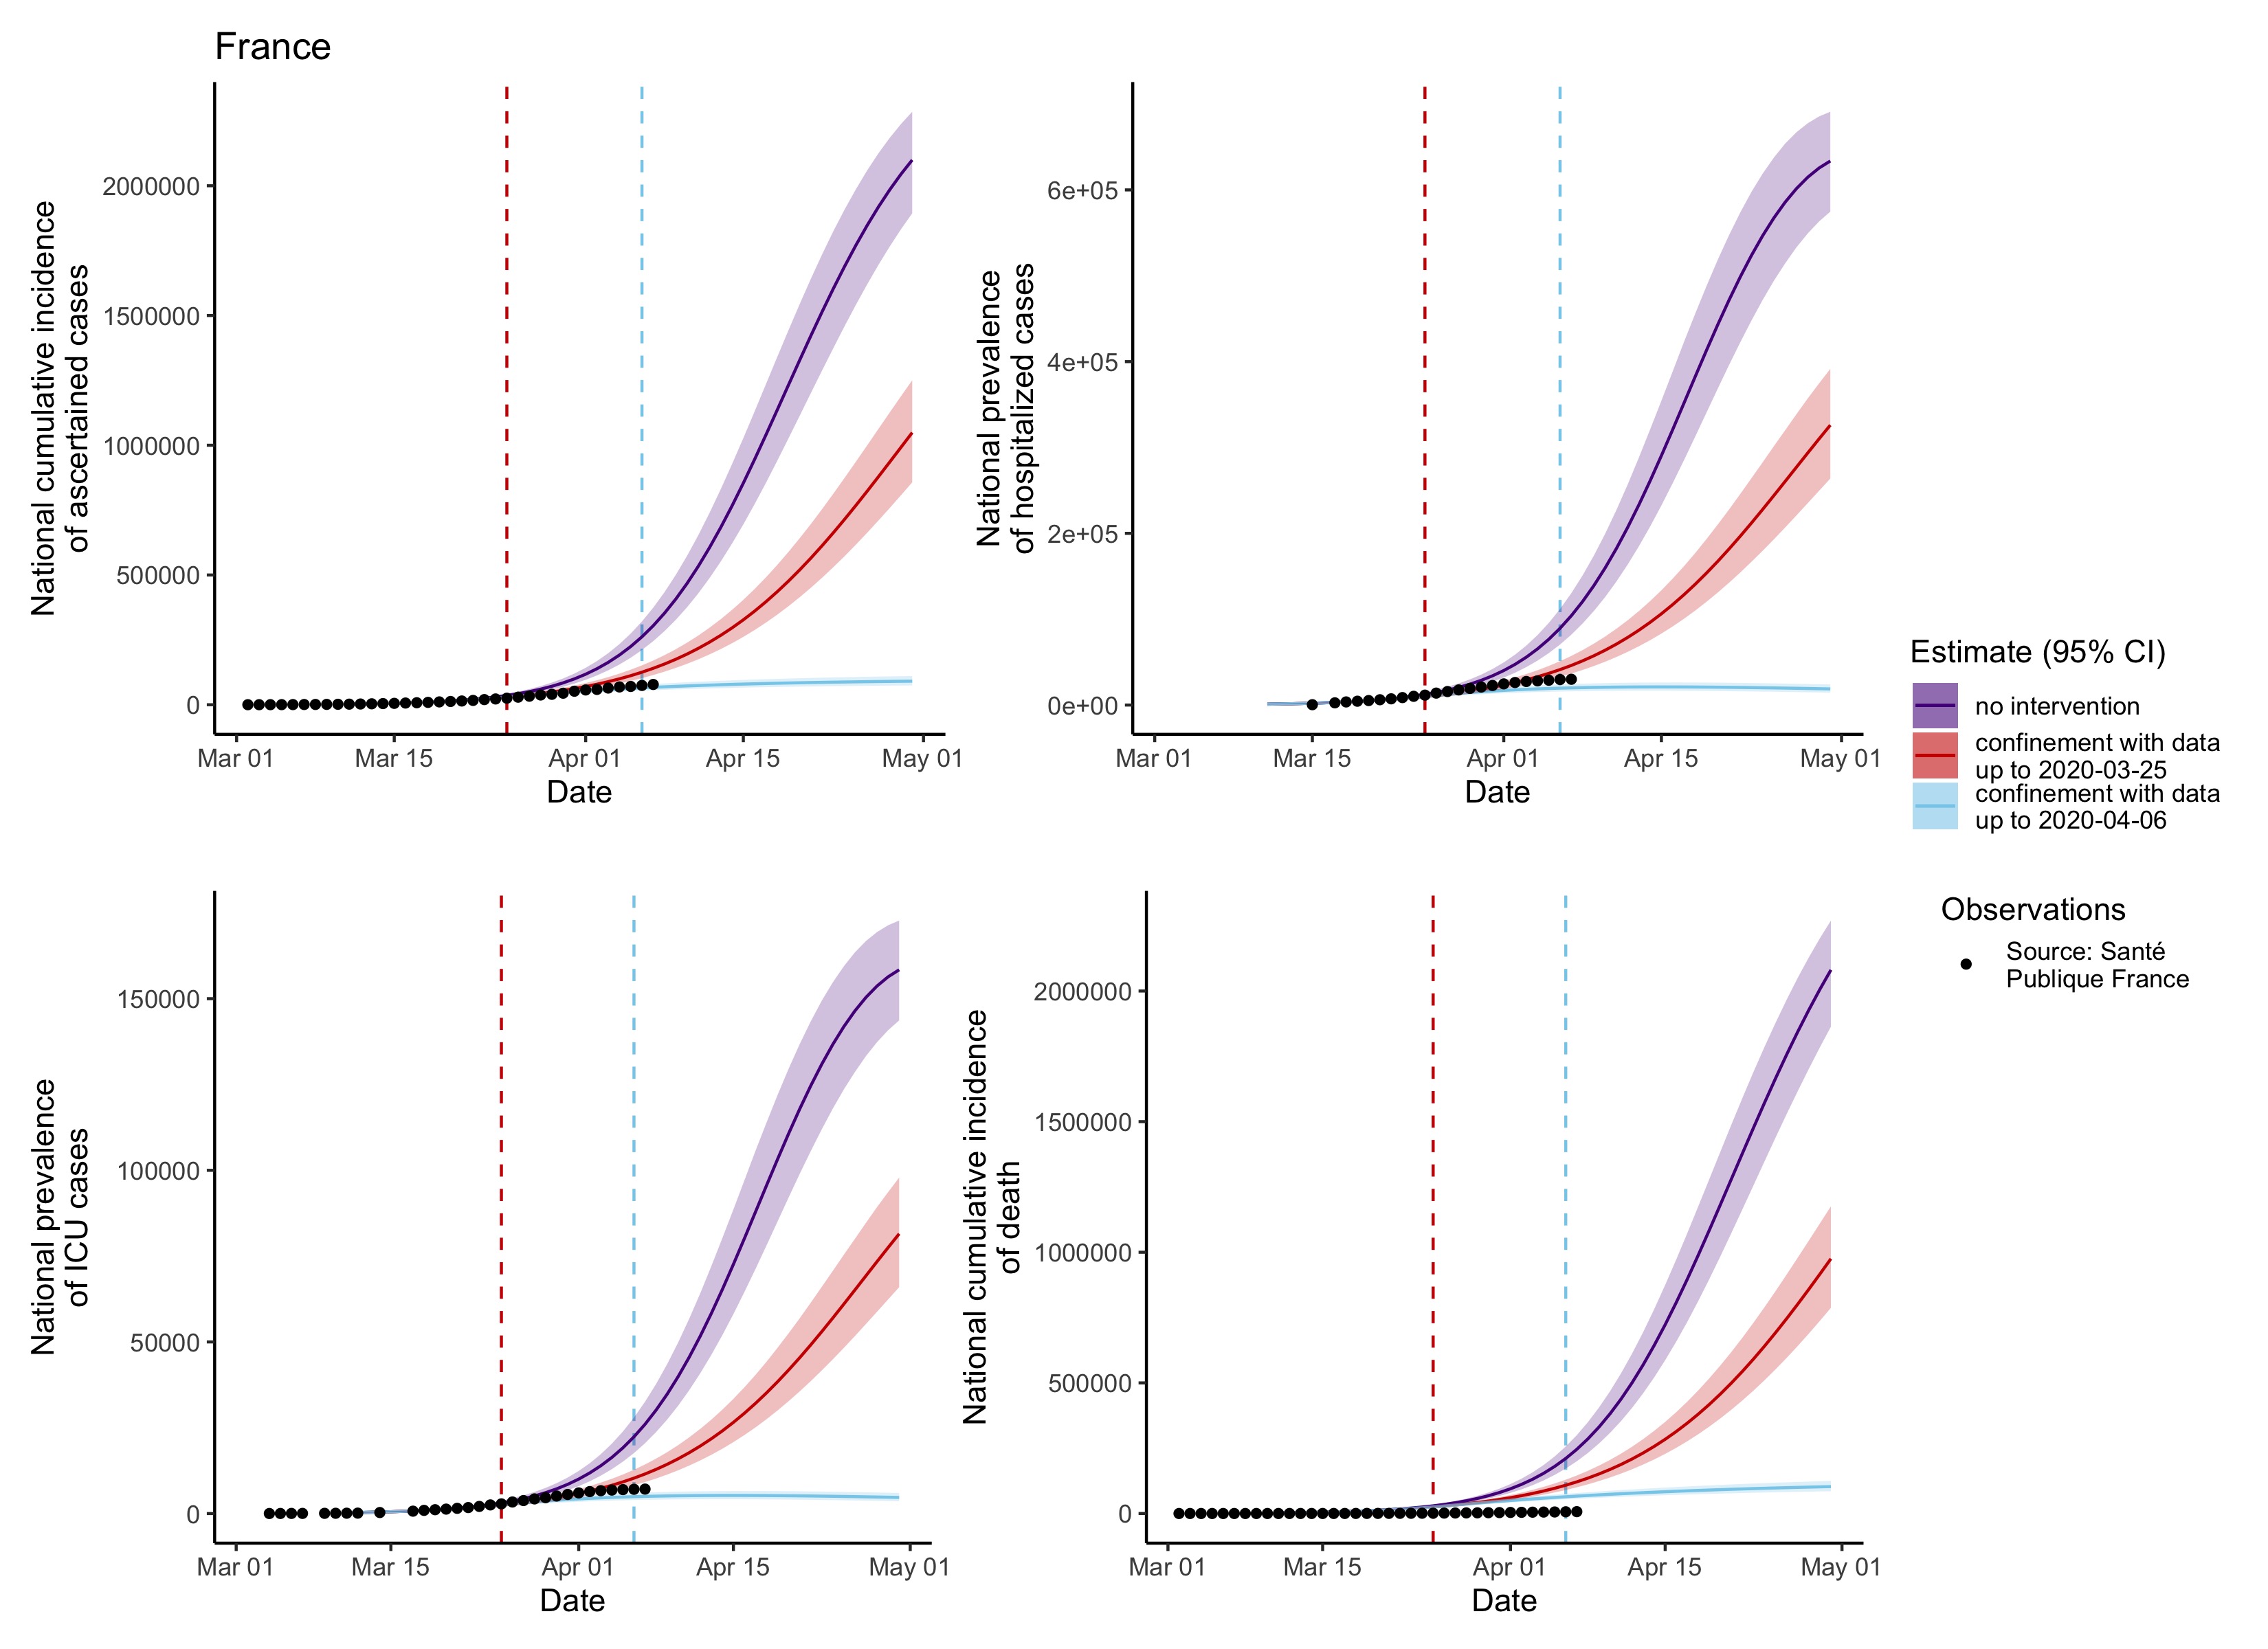 France
National cumulative incidence
of ascertained cases
2000000
1500000
1000000
500000
0
Mar 01
Mar 15
Apr 01
Apr 15
May 01
Date
National prevalence
of hospitalized cases
6e+05
4e+05
2e+05
0e+00
Mar 01
Mar 15
Apr 01
Apr 15
May 01
Date
Estimate (95% CI)
no intervention
confinement with data
up to 2020-03-25
confinement with data
up to 2020-04-06
Observations
Source: Santé
Publique France
National prevalence
of ICU cases
150000
100000
50000
0
Mar 01
Mar 15
Apr 01
Apr 15
May 01
Date
National cumulative incidence
of death
2000000
1500000
1000000
500000
0
Mar 01
Mar 15
Apr 01
Apr 15
May 01
Date